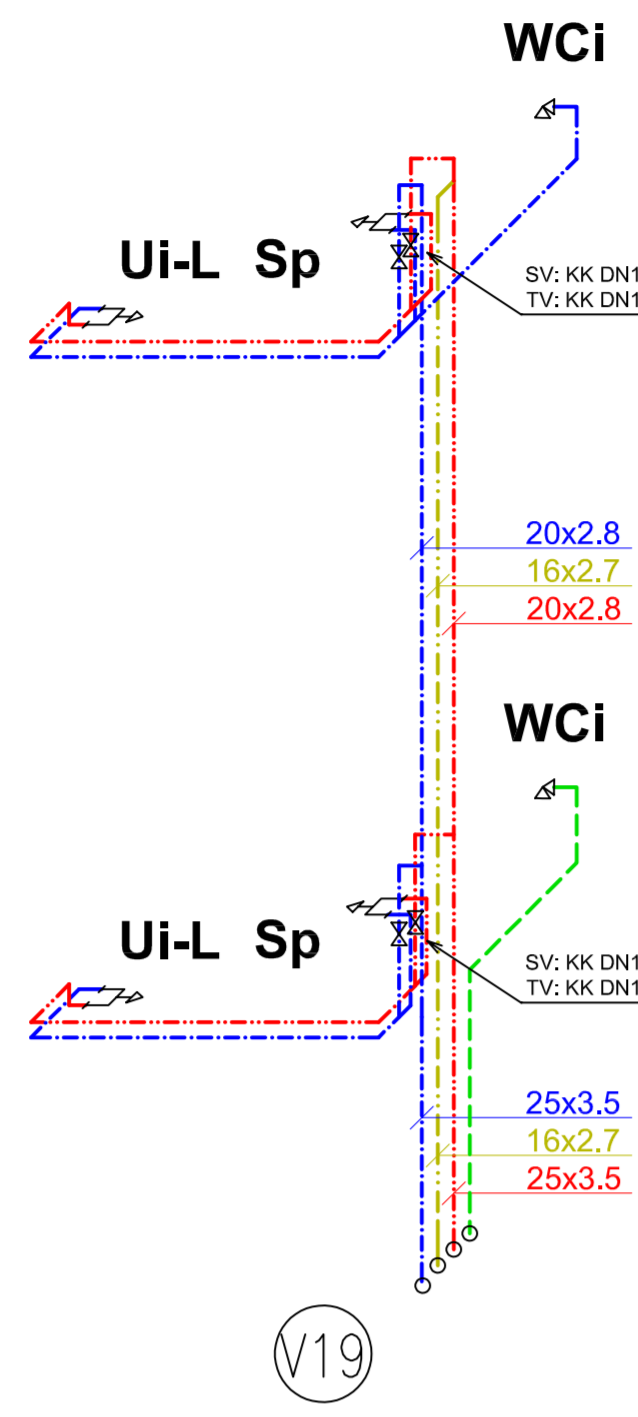 WCi
Ui-L Sp
SV: KK DN1
TV: KK DN1
20x2.8
16x2.7
20x2.8
WCi
Ui-L Sp
SV: KK DN1
TV: KK DN1
25x3.5
16x2.7
25x3.5
V19